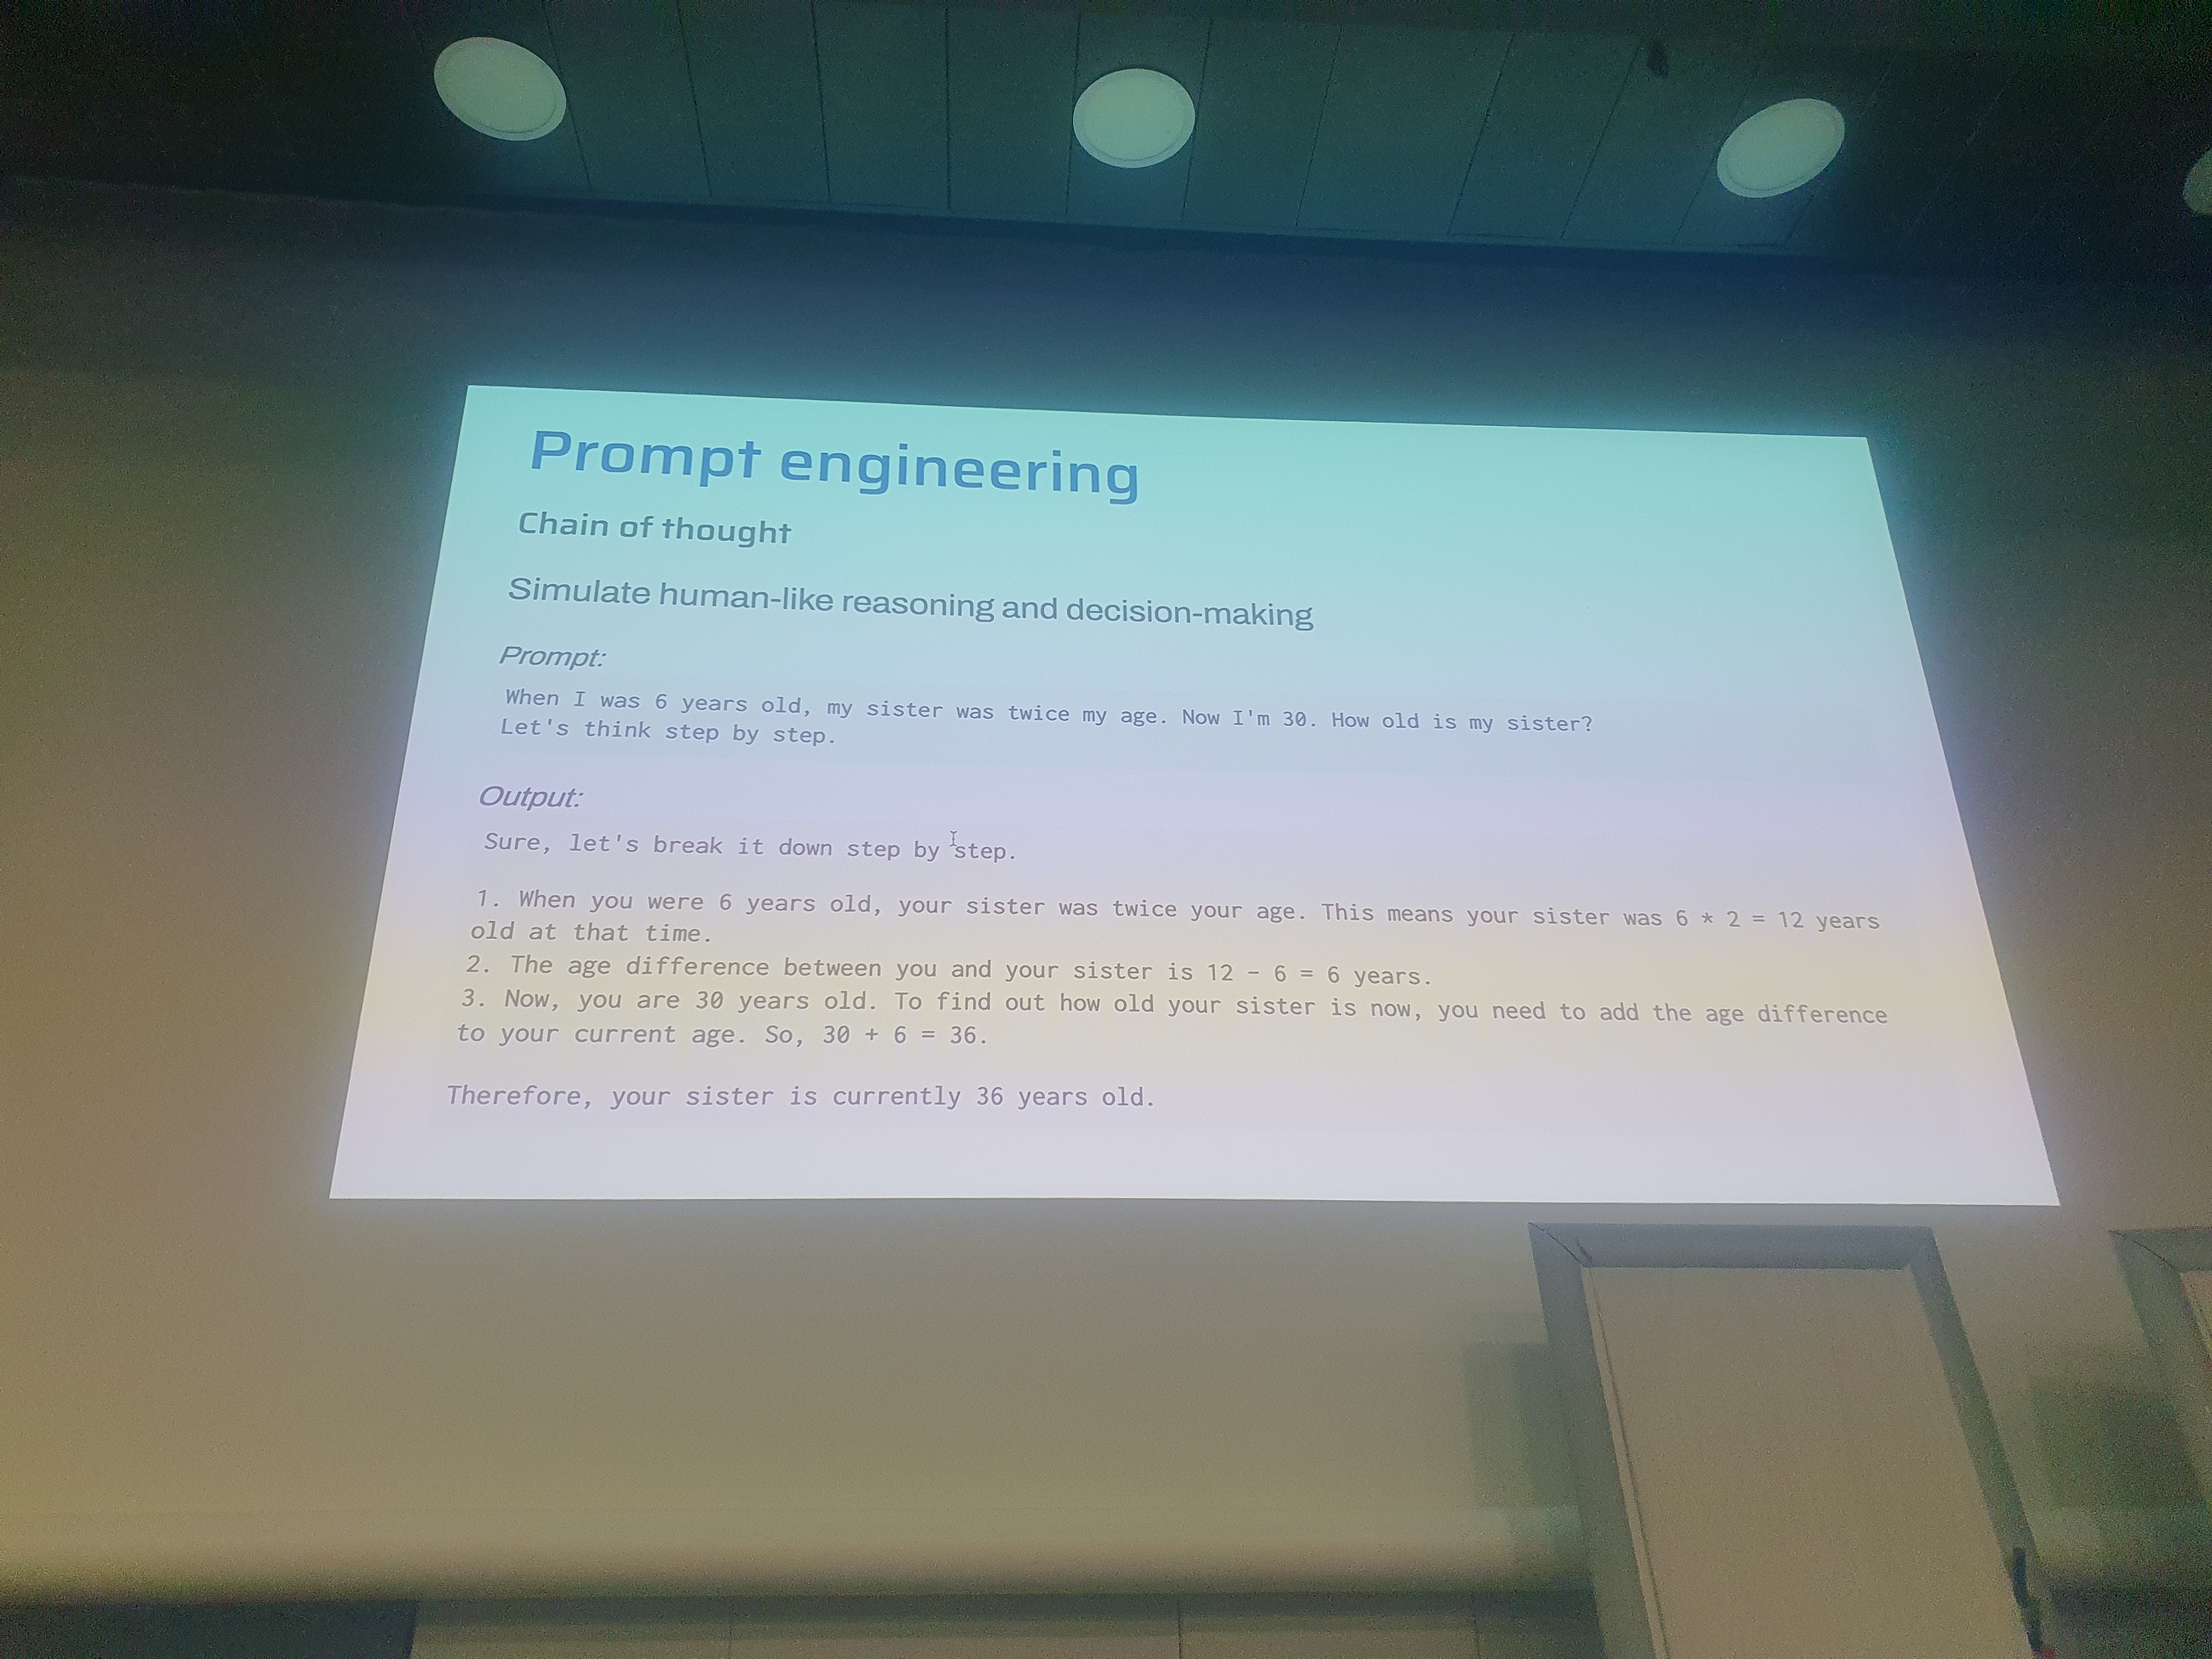 Prompt engineering
Chain of thought
Simulate human-like reasoning and decision-making
Prompt:
When I was 6 years old, my sister was twice my age. Now I'm 30. How old is my sister?
Let's think step by step.
Output:
Sure, let's break it down step by step.
1. When you were 6 years old, your sister was twice your age. This means your sister was 6 * 2 = 12 years
old at that time.
2. The age difference between you and your sister is 12 - 6 = 6 years.
3. Now, you are 30 years old. To find out how old your sister is now, you need to add the age difference
to your current age. So, 30 + 6 = 36.
Therefore, your sister is currently 36 years old.